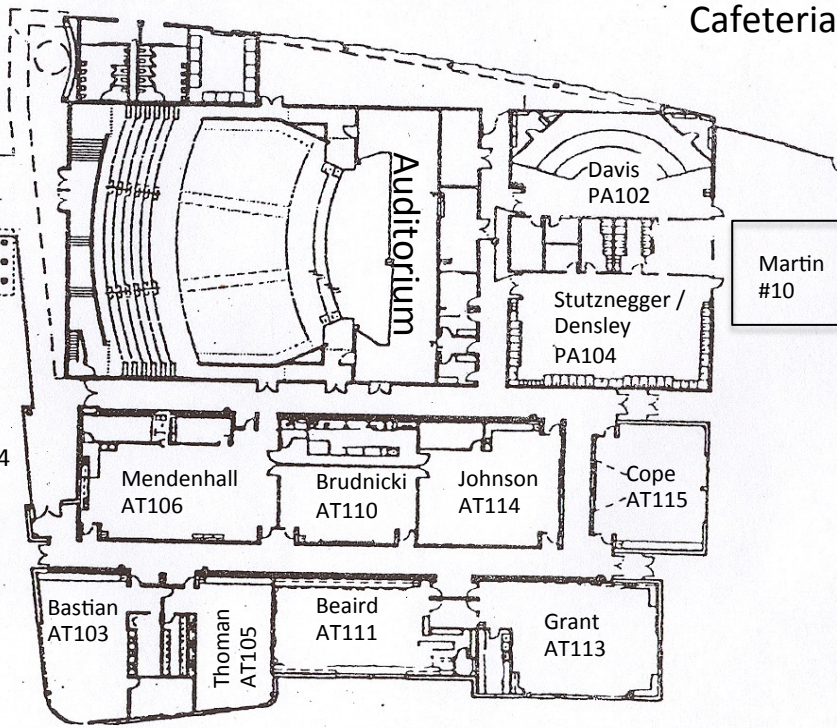 Cafeteria
Auditorium
Davis
PA102
Martin
#10
Stutznegger /
Densley
PA104
4
Mendenhall
AT106
Brudnicki
AT110
Johnson
AT114
Cope
AT115
Bastian
AT103
Thoman
AT105
Beaird
AT111
Grant
AT113